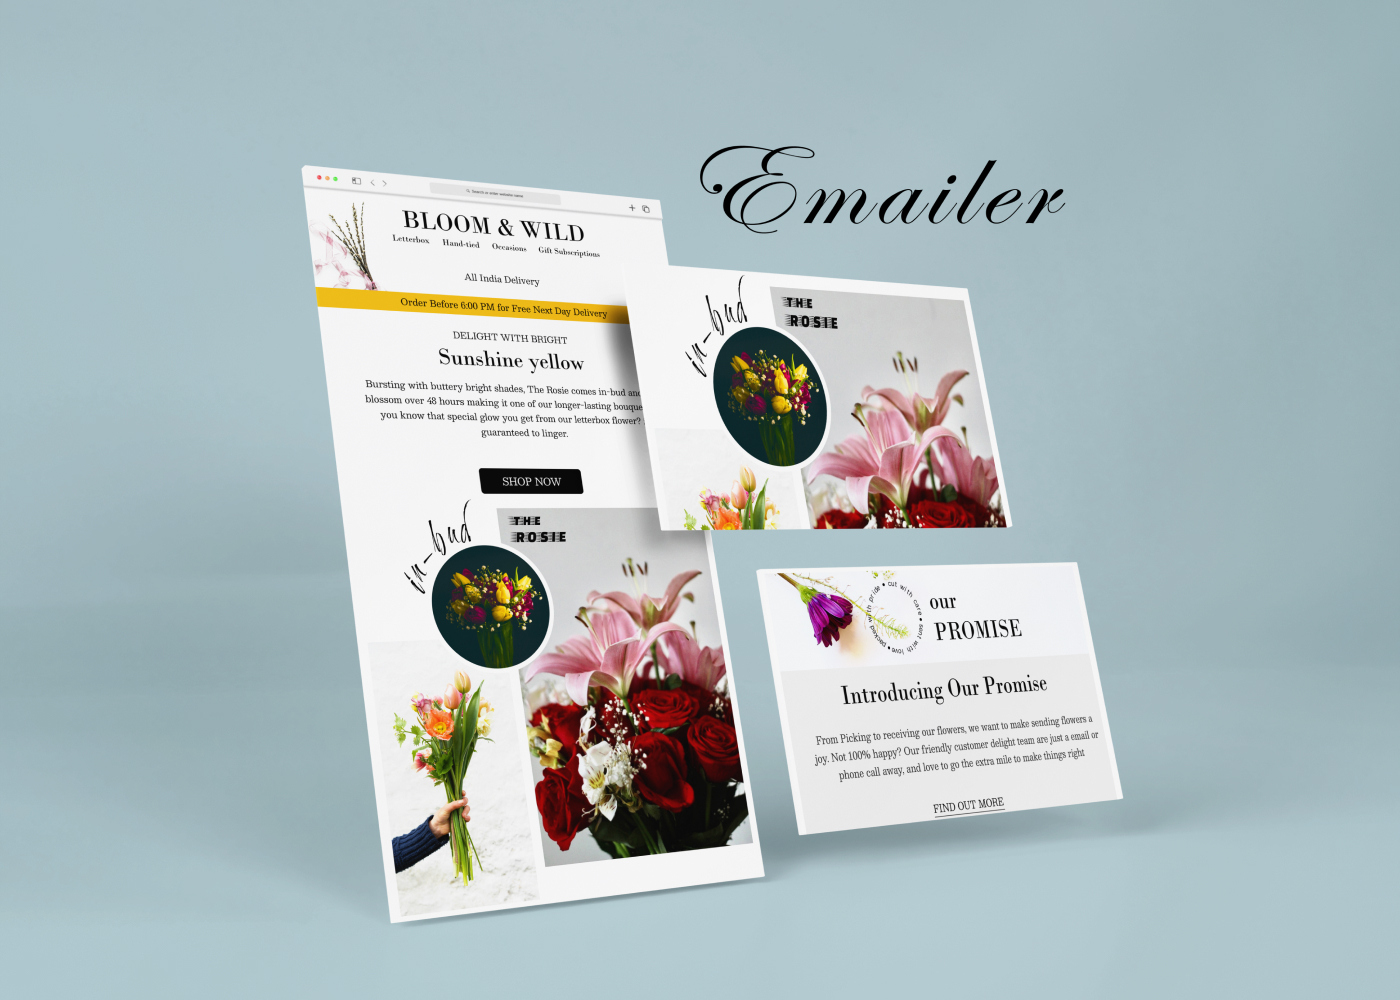 Emailer
Search or enter website name
BLOOM & WILD
Letterbox Hand-tied Occasions Gift Subscriptions
All India Delivery
Order Before 6:00 PM for Free Next Day Delivery
DELIGHT WITH BRIGHT
Sunshine yellow
Bursting with buttery bright shades, The Rosie comes in-bud and
blossom over 48 hours making it one of our longer-lasting
you know that special glow you get from our letterbox flower?
guaranteed to linger.
SHOP NOW
in-bud
THE
ROSIE
in-bud
THE
ROSIE
cut with care • sent with love • packed with pride •
our
PROMISE
Introducing Our Promise
From Picking to receiving our flowers, we want to make sending flowers a
joy. Not 100% happy? Our friendly customer delight team are just a email or
phone call away, and love to go the extra mile to make things right
FIND OUT MORE